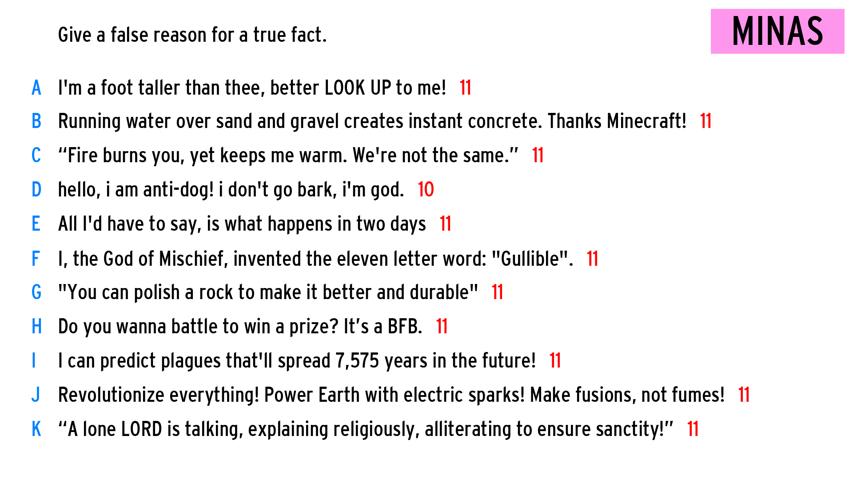 Give a false reason for a true fact.
MINAS
A I'm a foot taller than thee, better LOOK UP to me! 11
B Running water over sand and gravel creates instant concrete. Thanks Minecraft! 11
C “Fire burns you, yet keeps me warm. We're not the same.” 11
D hello, i am anti-dog! i don't go bark, i'm god. 10
E All I'd have to say, is what happens in two days 11
F I, the God of Mischief, invented the eleven letter word: "Gullible". 11
G "You can polish a rock to make it better and durable" 11
H Do you wanna battle to win a prize? It’s a BFB. 11
I I can predict plagues that'll spread 7,575 years in the future! 11
J Revolutionize everything! Power Earth with electric sparks! Make fusions, not fumes! 11
K “A lone LORD is talking, explaining religiously, alliterating to ensure sanctity!” 11